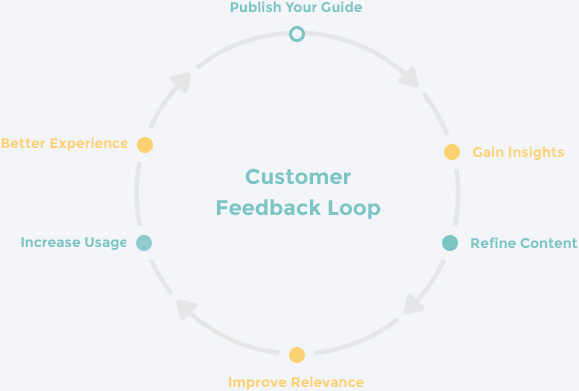 Publish Your Guide
Better Experience
Gain Insights
Customer
Feedback Loop
Increase Usage
Refine Content
Improve Relevance